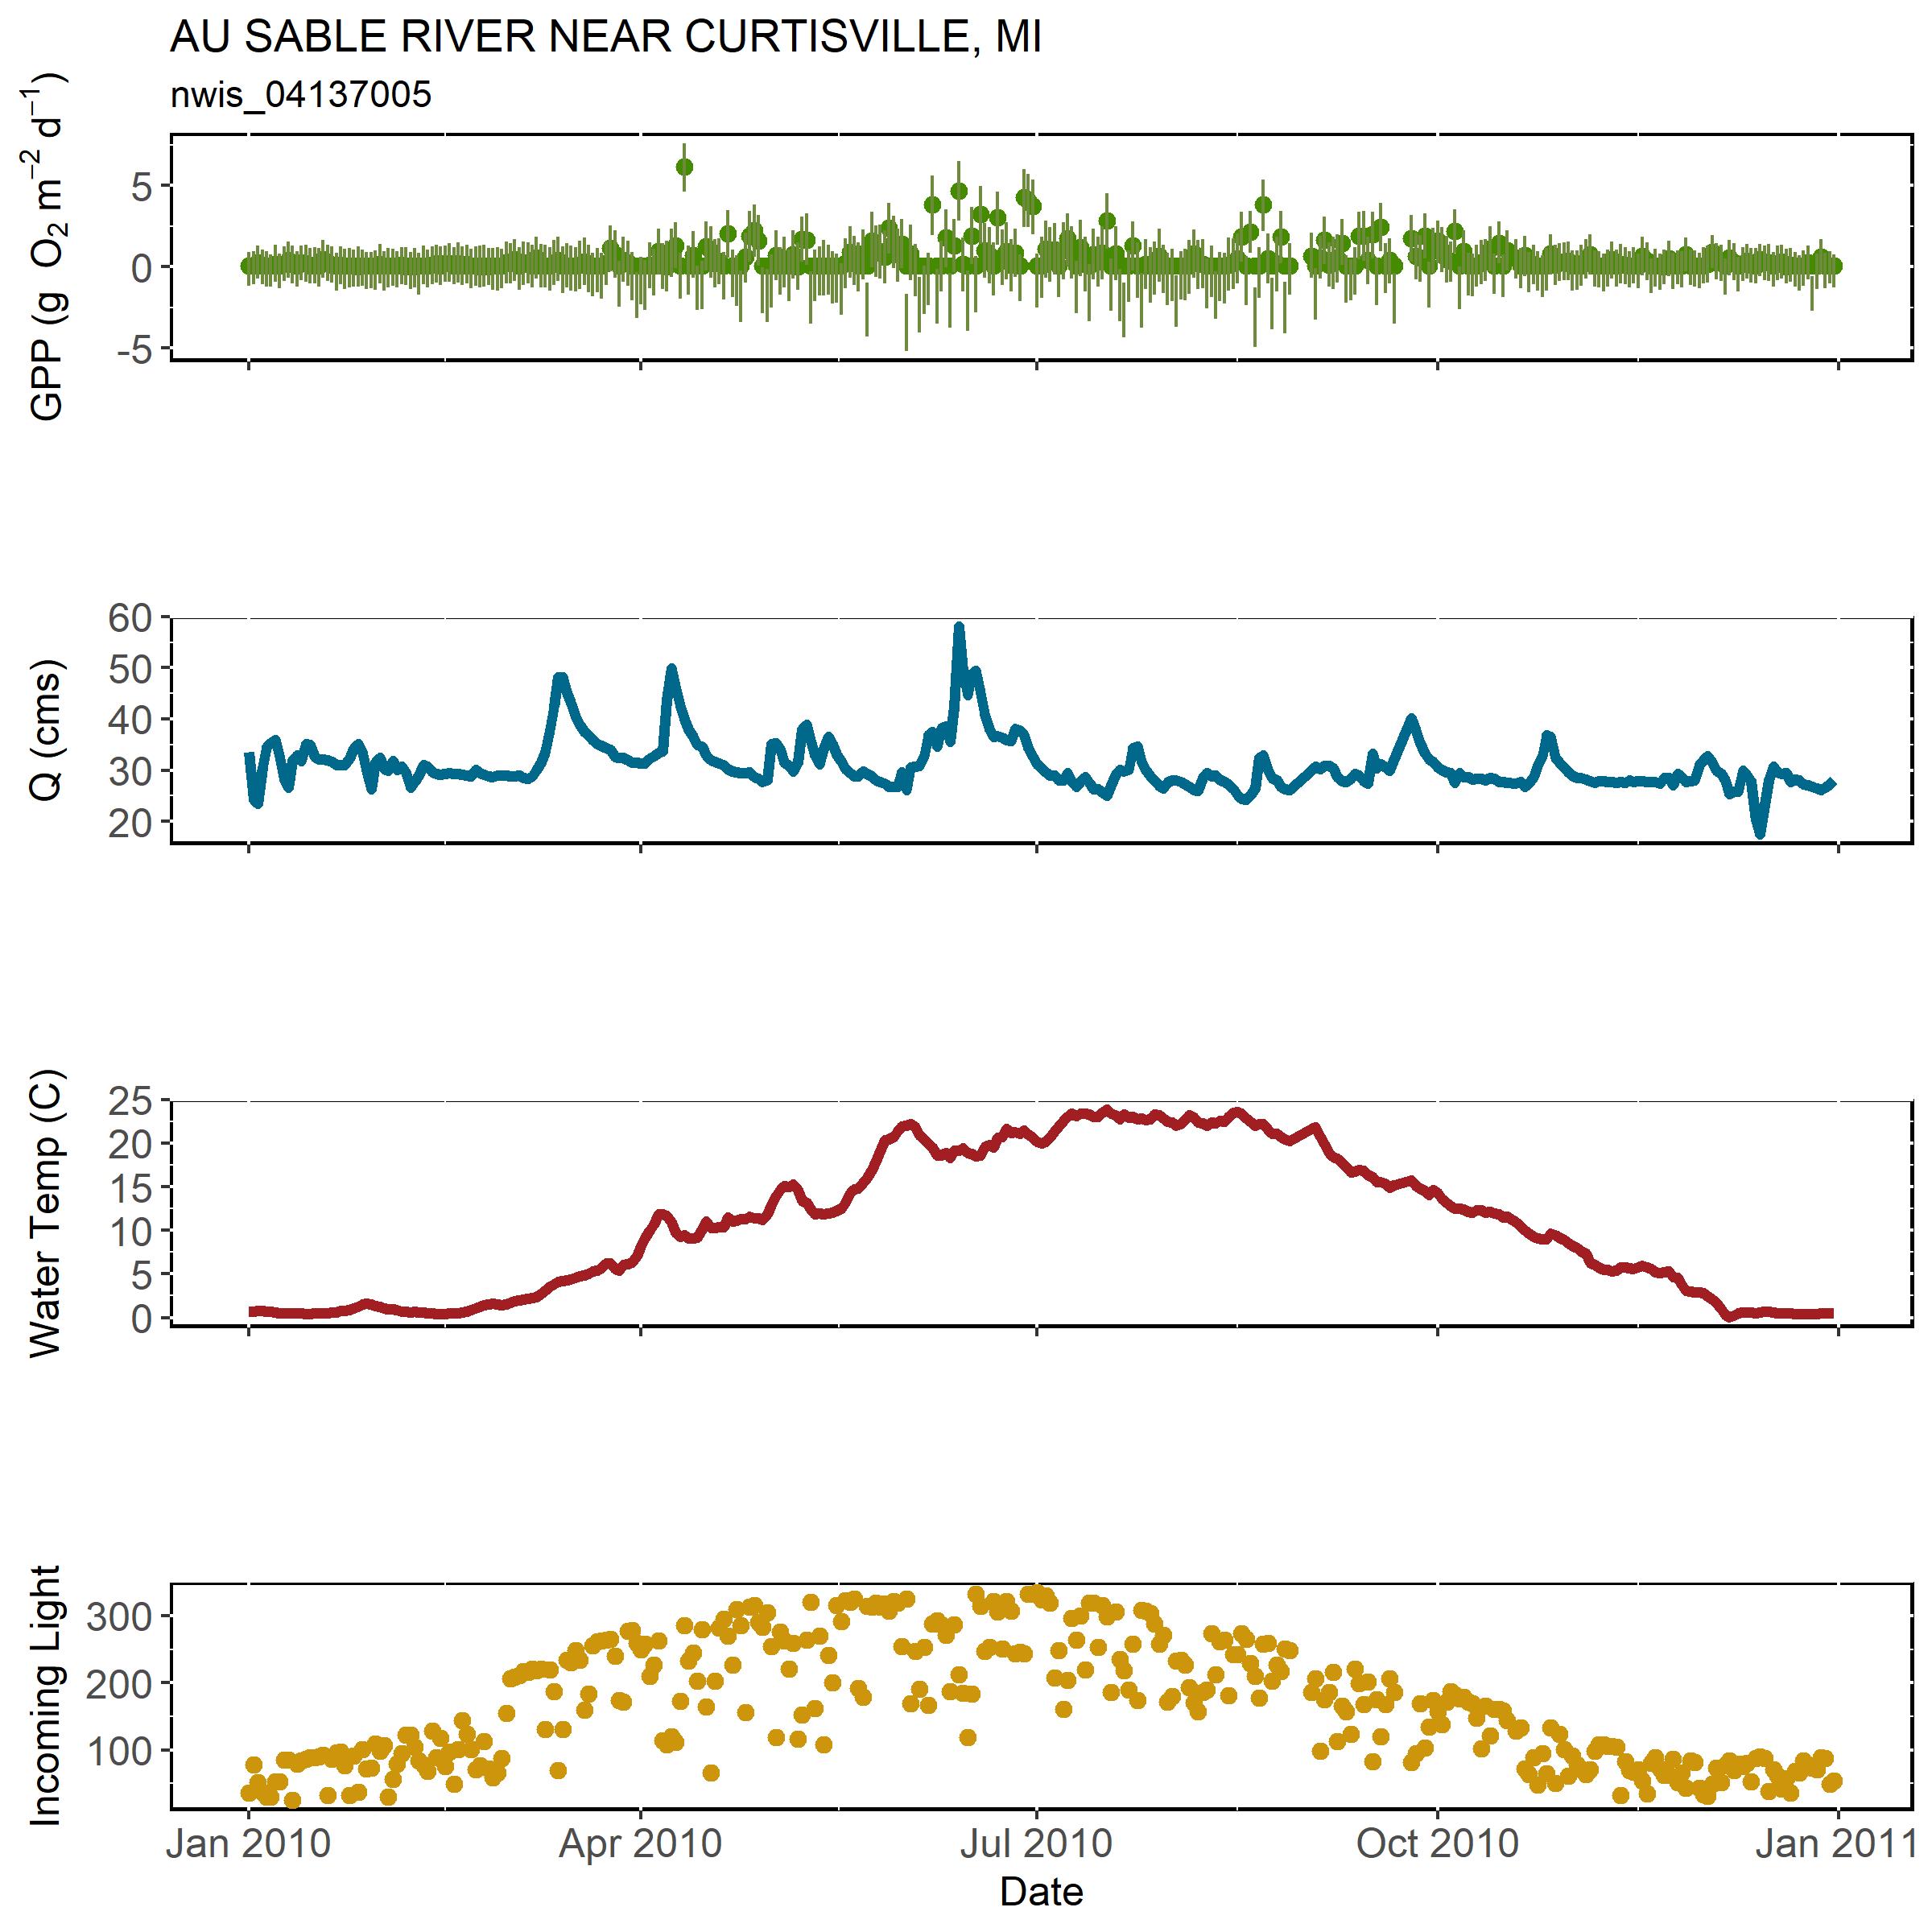 AU SABLE RIVER NEAR CURTISVILLE, MI
nwis_04137005
GPP (g O₂ m⁻² d⁻¹)
5
0
-5
Q (cms)
60
50
40
30
20
Water Temp (C)
25
20
15
10
5
0
Incoming Light
300
200
100
Jan 2010 Apr 2010 Jul 2010 Oct 2010 Jan 2011
Date